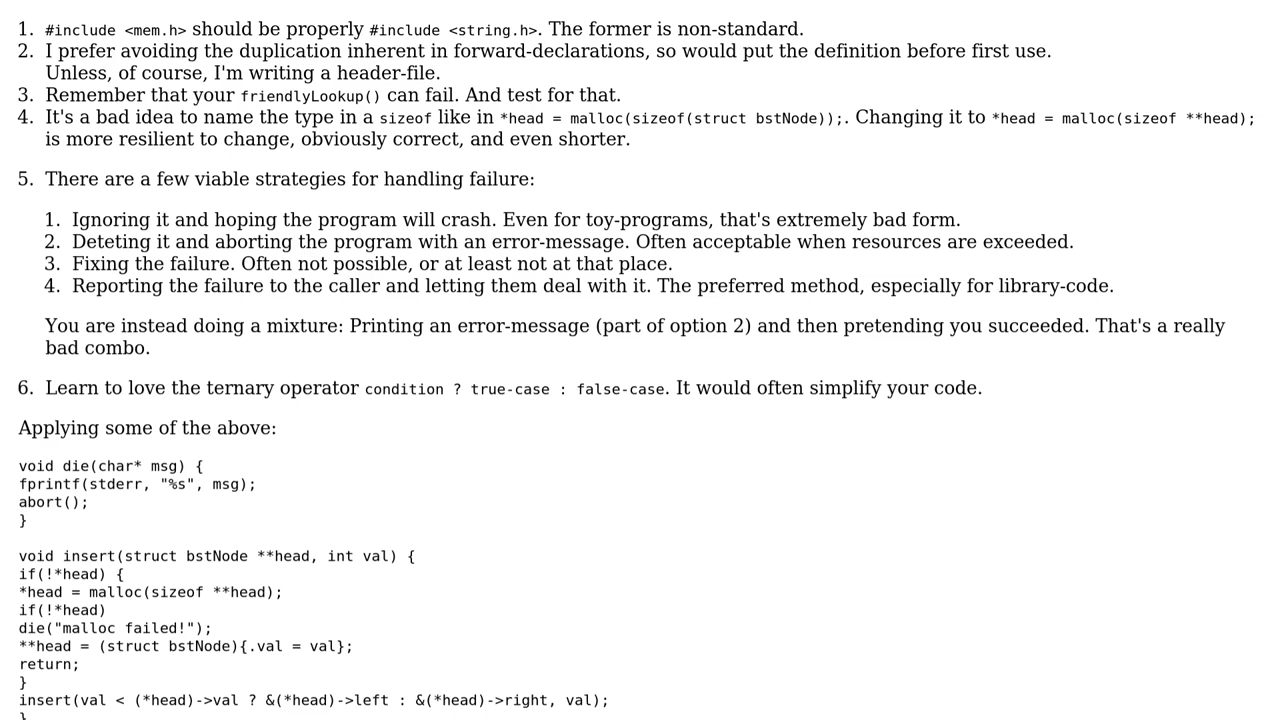 1. #include <mem.h> should be properly #include <string.h>. The former is non-standard.
2. I prefer avoiding the duplication inherent in forward-declarations, so would put the definition before first use.
Unless, of course, I'm writing a header-file.
3. Remember that your friendlyLookup() can fail. And test for that.
4. It's a bad idea to name the type in a sizeof like in *head = malloc(sizeof(struct bstNode));. Changing it to *head = malloc(sizeof **head);
is more resilient to change, obviously correct, and even shorter.
5. There are a few viable strategies for handling failure:
1. Ignoring it and hoping the program will crash. Even for toy-programs, that's extremely bad form.
2. Deteting it and aborting the program with an error-message. Often acceptable when resources are exceeded.
3. Fixing the failure. Often not possible, or at least not at that place.
4. Reporting the failure to the caller and letting them deal with it. The preferred method, especially for library-code.
You are instead doing a mixture: Printing an error-message (part of option 2) and then pretending you succeeded. That's a really
bad combo.
6. Learn to love the ternary operator condition ? true-case : false-case. It would often simplify your code.
Applying some of the above:
void die(char* msg) {
fprintf(stderr, "%s", msg);
abort();
}
void insert(struct bstNode **head, int val) {
if(!*head) {
*head = malloc(sizeof **head);
if(!*head)
die("malloc failed!");
**head = (struct bstNode){.val = val};
return;
}
insert(val < (*head)->val ? &(*head)->left : &(*head)->right, val);
}